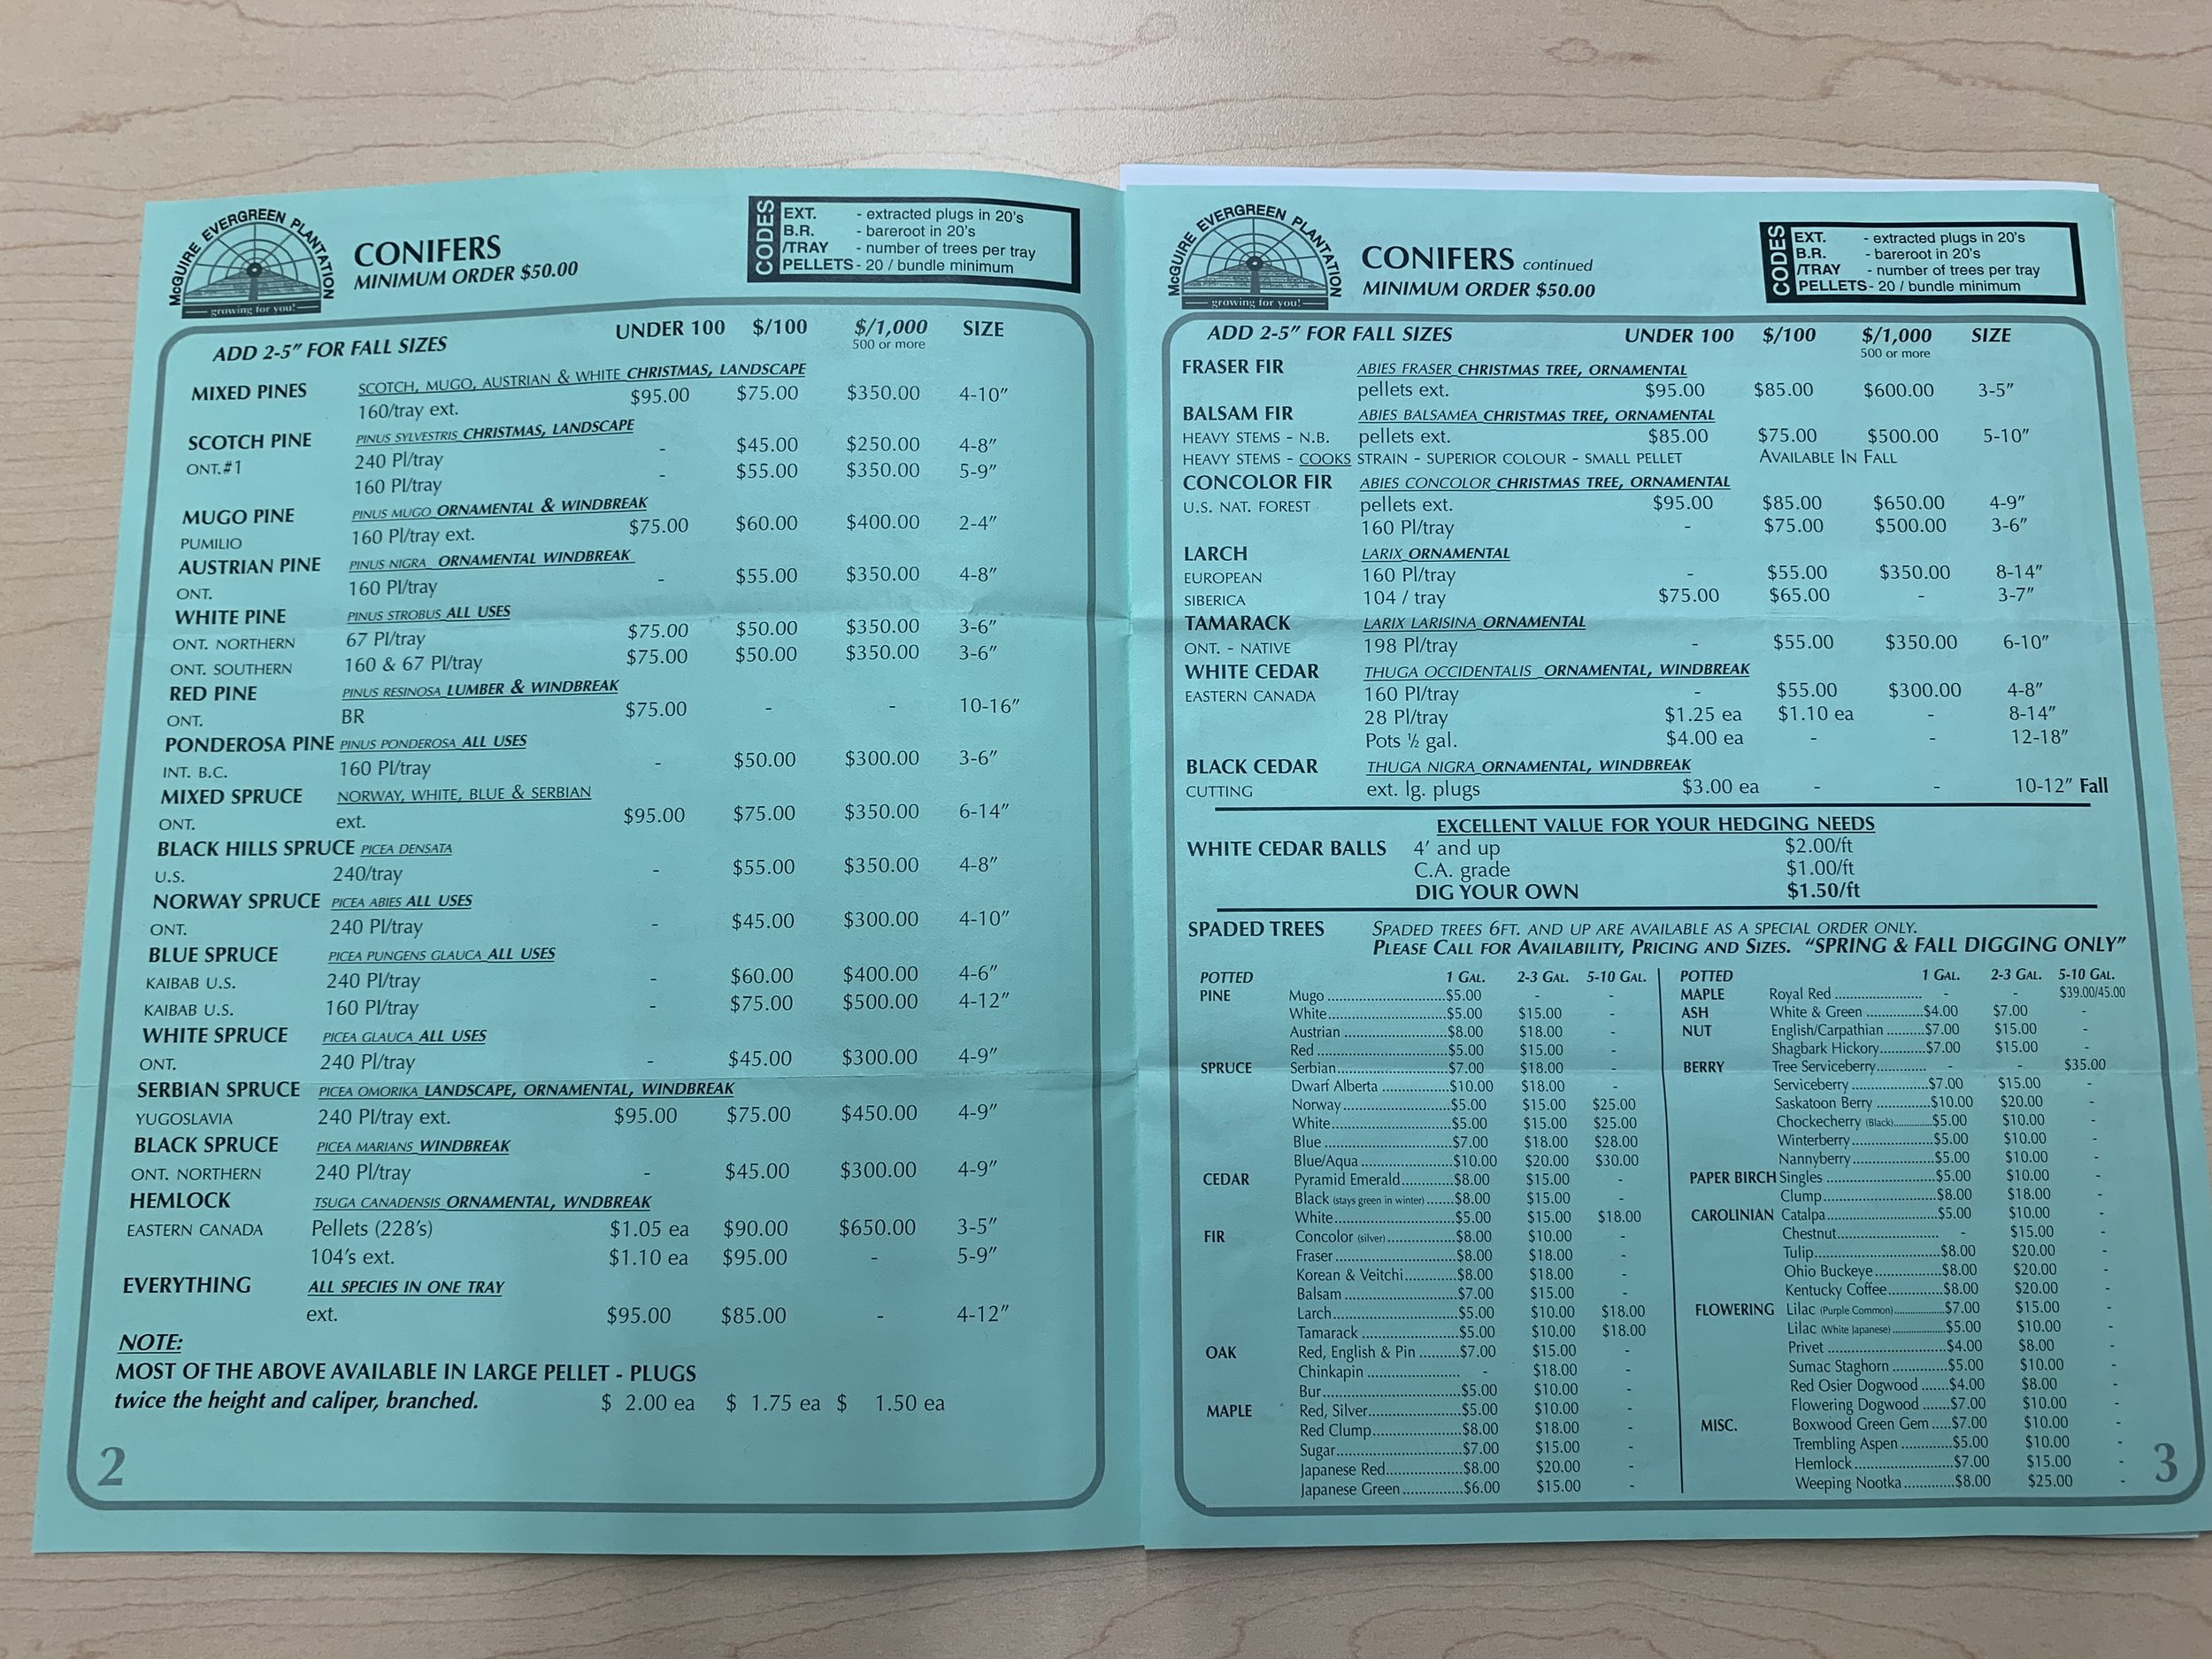 McGUIRE EVERGREEN PLANTATION
growing for you!
CONIFERS
MINIMUM ORDER $50.00
CODES
EXT. - extracted plugs in 20's
B.R. - bareroot in 20's
/TRAY - number of trees per tray
PELLETS - 20 / bundle minimum
ADD 2-5" FOR FALL SIZES UNDER 100 $/100 $/1,000 SIZE
500 or more
MIXED PINES SCOTCH, MUGO, AUSTRIAN & WHITE CHRISTMAS, LANDSCAPE
160/tray ext. $95.00 $75.00 $350.00 4-10"
SCOTCH PINE PINUS SYLVESTRIS CHRISTMAS, LANDSCAPE
ONT.#1 240 Pl/tray - $45.00 $250.00 4-8"
160 Pl/tray - $55.00 $350.00 5-9"
MUGO PINE PINUS MUGO ORNAMENTAL & WINDBREAK
PUMILIO 160 Pl/tray ext. $75.00 $60.00 $400.00 2-4"
AUSTRIAN PINE PINUS NIGRA ORNAMENTAL WINDBREAK
ONT. 160 Pl/tray - $55.00 $350.00 4-8"
WHITE PINE PINUS STROBUS ALL USES
ONT. NORTHERN 67 Pl/tray $75.00 $50.00 $350.00 3-6"
ONT. SOUTHERN 160 & 67 Pl/tray $75.00 $50.00 $350.00 3-6"
RED PINE PINUS RESINOSA LUMBER & WINDBREAK
ONT. BR $75.00 - - 10-16"
PONDEROSA PINE PINUS PONDEROSA ALL USES
INT. B.C. 160 Pl/tray - $50.00 $300.00 3-6"
MIXED SPRUCE NORWAY, WHITE, BLUE & SERBIAN
ONT. ext. $95.00 $75.00 $350.00 6-14"
BLACK HILLS SPRUCE PICEA DENSATA
U.S. 240/tray - $55.00 $350.00 4-8"
NORWAY SPRUCE PICEA ABIES ALL USES
ONT. 240 Pl/tray - $45.00 $300.00 4-10"
BLUE SPRUCE PICEA PUNGENS GLAUCA ALL USES
KAIBAB U.S. 240 Pl/tray - $60.00 $400.00 4-6"
KAIBAB U.S. 160 Pl/tray - $75.00 $500.00 4-12"
WHITE SPRUCE PICEA GLAUCA ALL USES
ONT. 240 Pl/tray - $45.00 $300.00 4-9"
SERBIAN SPRUCE PICEA OMORIKA LANDSCAPE, ORNAMENTAL, WINDBREAK
YUGOSLAVIA 240 Pl/tray ext. $95.00 $75.00 $450.00 4-9"
BLACK SPRUCE PICEA MARIANS WINDBREAK
ONT. NORTHERN 240 Pl/tray - $45.00 $300.00 4-9"
HEMLOCK TSUGA CANADENSIS ORNAMENTAL, WNDBREAK
EASTERN CANADA Pellets (228's) $1.05 ea $90.00 $650.00 3-5"
104's ext. $1.10 ea $95.00 - 5-9"
EVERYTHING ALL SPECIES IN ONE TRAY
ext. $95.00 $85.00 - 4-12"
NOTE:
MOST OF THE ABOVE AVAILABLE IN LARGE PELLET - PLUGS
twice the height and caliper, branched. $ 2.00 ea $ 1.75 ea $ 1.50 ea
2
McGUIRE EVERGREEN PLANTATION
growing for you!
CONIFERS continued
MINIMUM ORDER $50.00
CODES
EXT. - extracted plugs in 20's
B.R. - bareroot in 20's
/TRAY - number of trees per tray
PELLETS - 20 / bundle minimum
ADD 2-5" FOR FALL SIZES UNDER 100 $/100 $/1,000 SIZE
500 or more
FRASER FIR ABIES FRASER CHRISTMAS TREE, ORNAMENTAL
pellets ext. $95.00 $85.00 $600.00 3-5"
BALSAM FIR ABIES BALSAMEA CHRISTMAS TREE, ORNAMENTAL
HEAVY STEMS - N.B. pellets ext. $85.00 $75.00 $500.00 5-10"
HEAVY STEMS - COOKS STRAIN - SUPERIOR COLOUR - SMALL PELLET AVAILABLE IN FALL
CONCOLOR FIR ABIES CONCOLOR CHRISTMAS TREE, ORNAMENTAL
U.S. NAT. FOREST pellets ext. $95.00 $85.00 $650.00 4-9"
160 Pl/tray - $75.00 $500.00 3-6"
LARCH LARIX ORNAMENTAL
EUROPEAN 160 Pl/tray - $55.00 $350.00 8-14"
SIBERICA 104 / tray $75.00 $65.00 - 3-7"
TAMARACK LARIX LARISINA ORNAMENTAL
ONT. - NATIVE 198 Pl/tray - $55.00 $350.00 6-10"
WHITE CEDAR THUGA OCCIDENTALIS ORNAMENTAL, WINDBREAK
EASTERN CANADA 160 Pl/tray - $55.00 $300.00 4-8"
28 Pl/tray $1.25 ea $1.10 ea - 8-14"
Pots ½ gal. $4.00 ea - - 12-18"
BLACK CEDAR THUGA NIGRA ORNAMENTAL, WINDBREAK
CUTTING ext. lg. plugs $3.00 ea - - 10-12" Fall
EXCELLENT VALUE FOR YOUR HEDGING NEEDS
WHITE CEDAR BALLS 4' and up $2.00/ft
C.A. grade $1.00/ft
DIG YOUR OWN $1.50/ft
SPADED TREES SPADED TREES 6FT. AND UP ARE AVAILABLE AS A SPECIAL ORDER ONLY.
PLEASE CALL FOR AVAILABILITY, PRICING AND SIZES. "SPRING & FALL DIGGING ONLY"
POTTED 1 GAL. 2-3 GAL. 5-10 GAL.
PINE Mugo $5.00 - -
White $5.00 $15.00 -
Austrian $8.00 $18.00 -
Red $5.00 $15.00 -
SPRUCE Serbian $7.00 $18.00 -
Dwarf Alberta $10.00 $18.00 -
Norway $5.00 $15.00 $25.00
White $5.00 $15.00 $25.00
Blue $7.00 $18.00 $28.00
Blue/Aqua $10.00 $20.00 $30.00
CEDAR Pyramid Emerald $8.00 $15.00 -
Black (stays green in winter) $8.00 $15.00 -
White $5.00 $15.00 $18.00
FIR Concolor (silver) $8.00 $10.00 -
Fraser $8.00 $18.00 -
Korean & Veitchi $8.00 $18.00 -
Balsam $7.00 $15.00 -
Larch $5.00 $10.00 $18.00
Tamarack $5.00 $10.00 $18.00
OAK Red, English & Pin $7.00 $15.00 -
Chinkapin - $18.00 -
Bur $5.00 $10.00 -
MAPLE Red, Silver $5.00 $10.00 -
Red Clump $8.00 $18.00 -
Sugar $7.00 $15.00 -
Japanese Red $8.00 $20.00 -
Japanese Green $6.00 $15.00 -
POTTED 1 GAL. 2-3 GAL. 5-10 GAL.
MAPLE Royal Red - - $39.00/45.00
ASH White & Green $4.00 $7.00 -
NUT English/Carpathian $7.00 $15.00 -
Shagbark Hickory $7.00 $15.00 -
BERRY Tree Serviceberry - - $35.00
Serviceberry $7.00 $15.00 -
Saskatoon Berry $10.00 $20.00 -
Chockecherry (Black) $5.00 $10.00 -
Winterberry $5.00 $10.00 -
Nannyberry $5.00 $10.00 -
PAPER BIRCH Singles $5.00 $10.00 -
Clump $8.00 $18.00 -
CAROLINIAN Catalpa $5.00 $10.00 -
Chestnut - $15.00 -
Tulip $8.00 $20.00 -
Ohio Buckeye $8.00 $20.00 -
Kentucky Coffee $8.00 $20.00 -
FLOWERING Lilac (Purple Common) $7.00 $15.00 -
Lilac (White Japanese) $5.00 $10.00 -
Privet $4.00 $8.00 -
Sumac Staghorn $5.00 $10.00 -
Red Osier Dogwood $4.00 $8.00 -
Flowering Dogwood $7.00 $10.00 -
MISC. Boxwood Green Gem $7.00 $10.00 -
Trembling Aspen $5.00 $10.00 -
Hemlock $7.00 $15.00 -
Weeping Nootka $8.00 $25.00 -
3